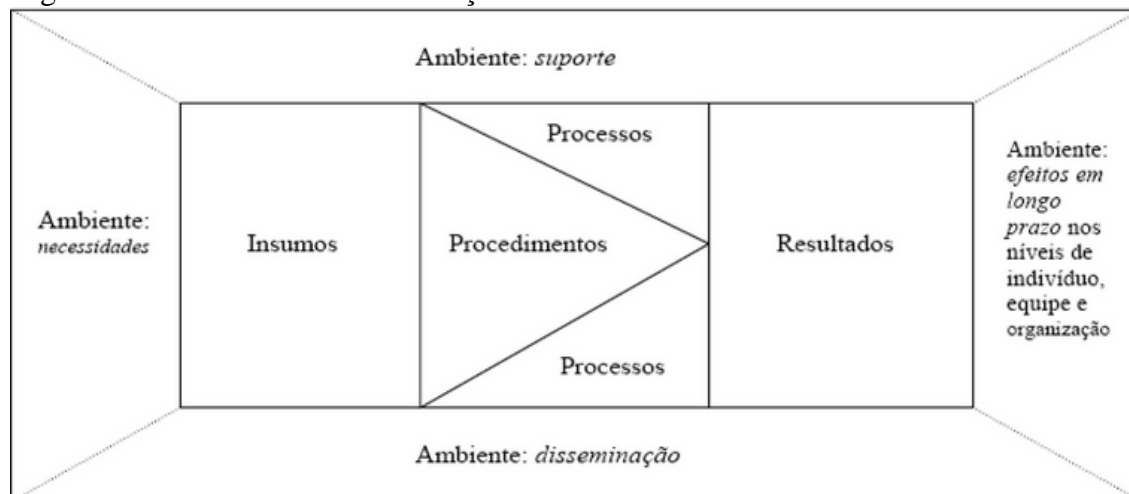 Ambiente: suporte
Processos
Ambiente:
necessidades
Insumos
Procedimentos
Resultados
Ambiente:
efeitos em
longo
prazo nos
níveis de
indivíduo,
equipe e
organização
Processos
Ambiente: disseminação